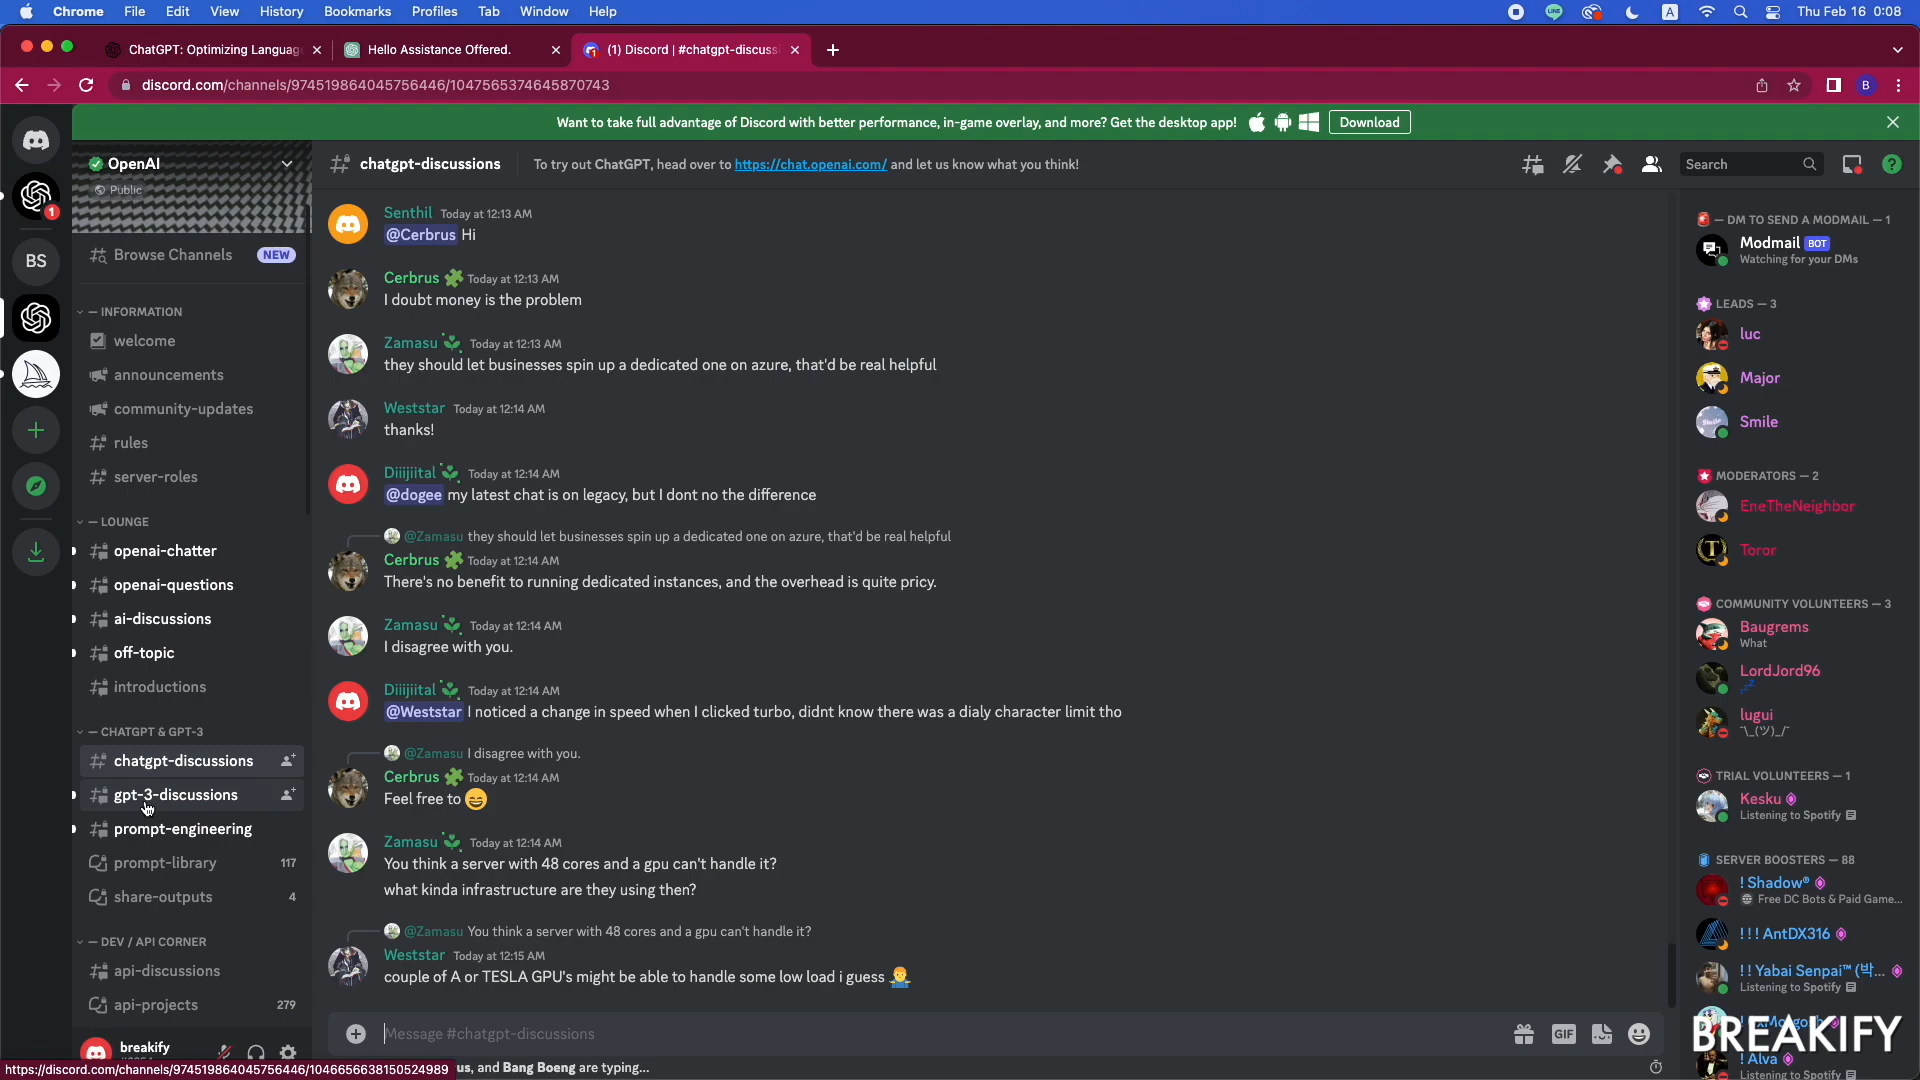 Chrome File Edit View History Bookmarks Profiles Tab Window Help
A
Thu Feb 16 0:08
ChatGPT: Optimizing Languag
Hello Assistance Offered.
(1) Discord | #chatgpt-discuss
discord.com/channels/974519864045756446/1047565374645870743
B
Want to take full advantage of Discord with better performance, in-game overlay, and more? Get the desktop app!
Download
OpenAI
Public
1
BS
Browse Channels NEW
— INFORMATION
welcome
announcements
community-updates
rules
server-roles
— LOUNGE
openai-chatter
openai-questions
ai-discussions
off-topic
introductions
— CHATGPT & GPT-3
chatgpt-discussions
gpt-3-discussions
prompt-engineering
prompt-library 117
share-outputs 4
— DEV / API CORNER
api-discussions
api-projects 279
breakify
https://discord.com/channels/974519864045756446/1046656638150524989
chatgpt-discussions
To try out ChatGPT, head over to https://chat.openai.com/ and let us know what you think!
Search
Senthil Today at 12:13 AM
@Cerbrus Hi
Cerbrus Today at 12:13 AM
I doubt money is the problem
Zamasu Today at 12:13 AM
they should let businesses spin up a dedicated one on azure, that'd be real helpful
Weststar Today at 12:14 AM
thanks!
Diiijiital Today at 12:14 AM
@dogee my latest chat is on legacy, but I dont no the difference
@Zamasu they should let businesses spin up a dedicated one on azure, that'd be real helpful
Cerbrus Today at 12:14 AM
There's no benefit to running dedicated instances, and the overhead is quite pricy.
Zamasu Today at 12:14 AM
I disagree with you.
Diiijiital Today at 12:14 AM
@Weststar I noticed a change in speed when I clicked turbo, didnt know there was a dialy character limit tho
@Zamasu I disagree with you.
Cerbrus Today at 12:14 AM
Feel free to
Zamasu Today at 12:14 AM
You think a server with 48 cores and a gpu can't handle it?
what kinda infrastructure are they using then?
@Zamasu You think a server with 48 cores and a gpu can't handle it?
Weststar Today at 12:15 AM
couple of A or TESLA GPU's might be able to handle some low load i guess
Message #chatgpt-discussions
GIF
us, and Bang Boeng are typing...
— DM TO SEND A MODMAIL — 1
Modmail BOT
Watching for your DMs
LEADS — 3
luc
Major
Smile
MODERATORS — 2
EneTheNeighbor
Toror
COMMUNITY VOLUNTEERS — 3
Baugrems
What
LordJord96
lugui
¯\_(ツ)_/¯
TRIAL VOLUNTEERS — 1
Kesku
Listening to Spotify
SERVER BOOSTERS — 88
! Shadow®
Free DC Bots & Paid Game...
! ! ! AntDX316
! ! Yabai Senpai™ (박...
Listening to Spotify
BREAKIFY
! Alva
Listening to Spotify